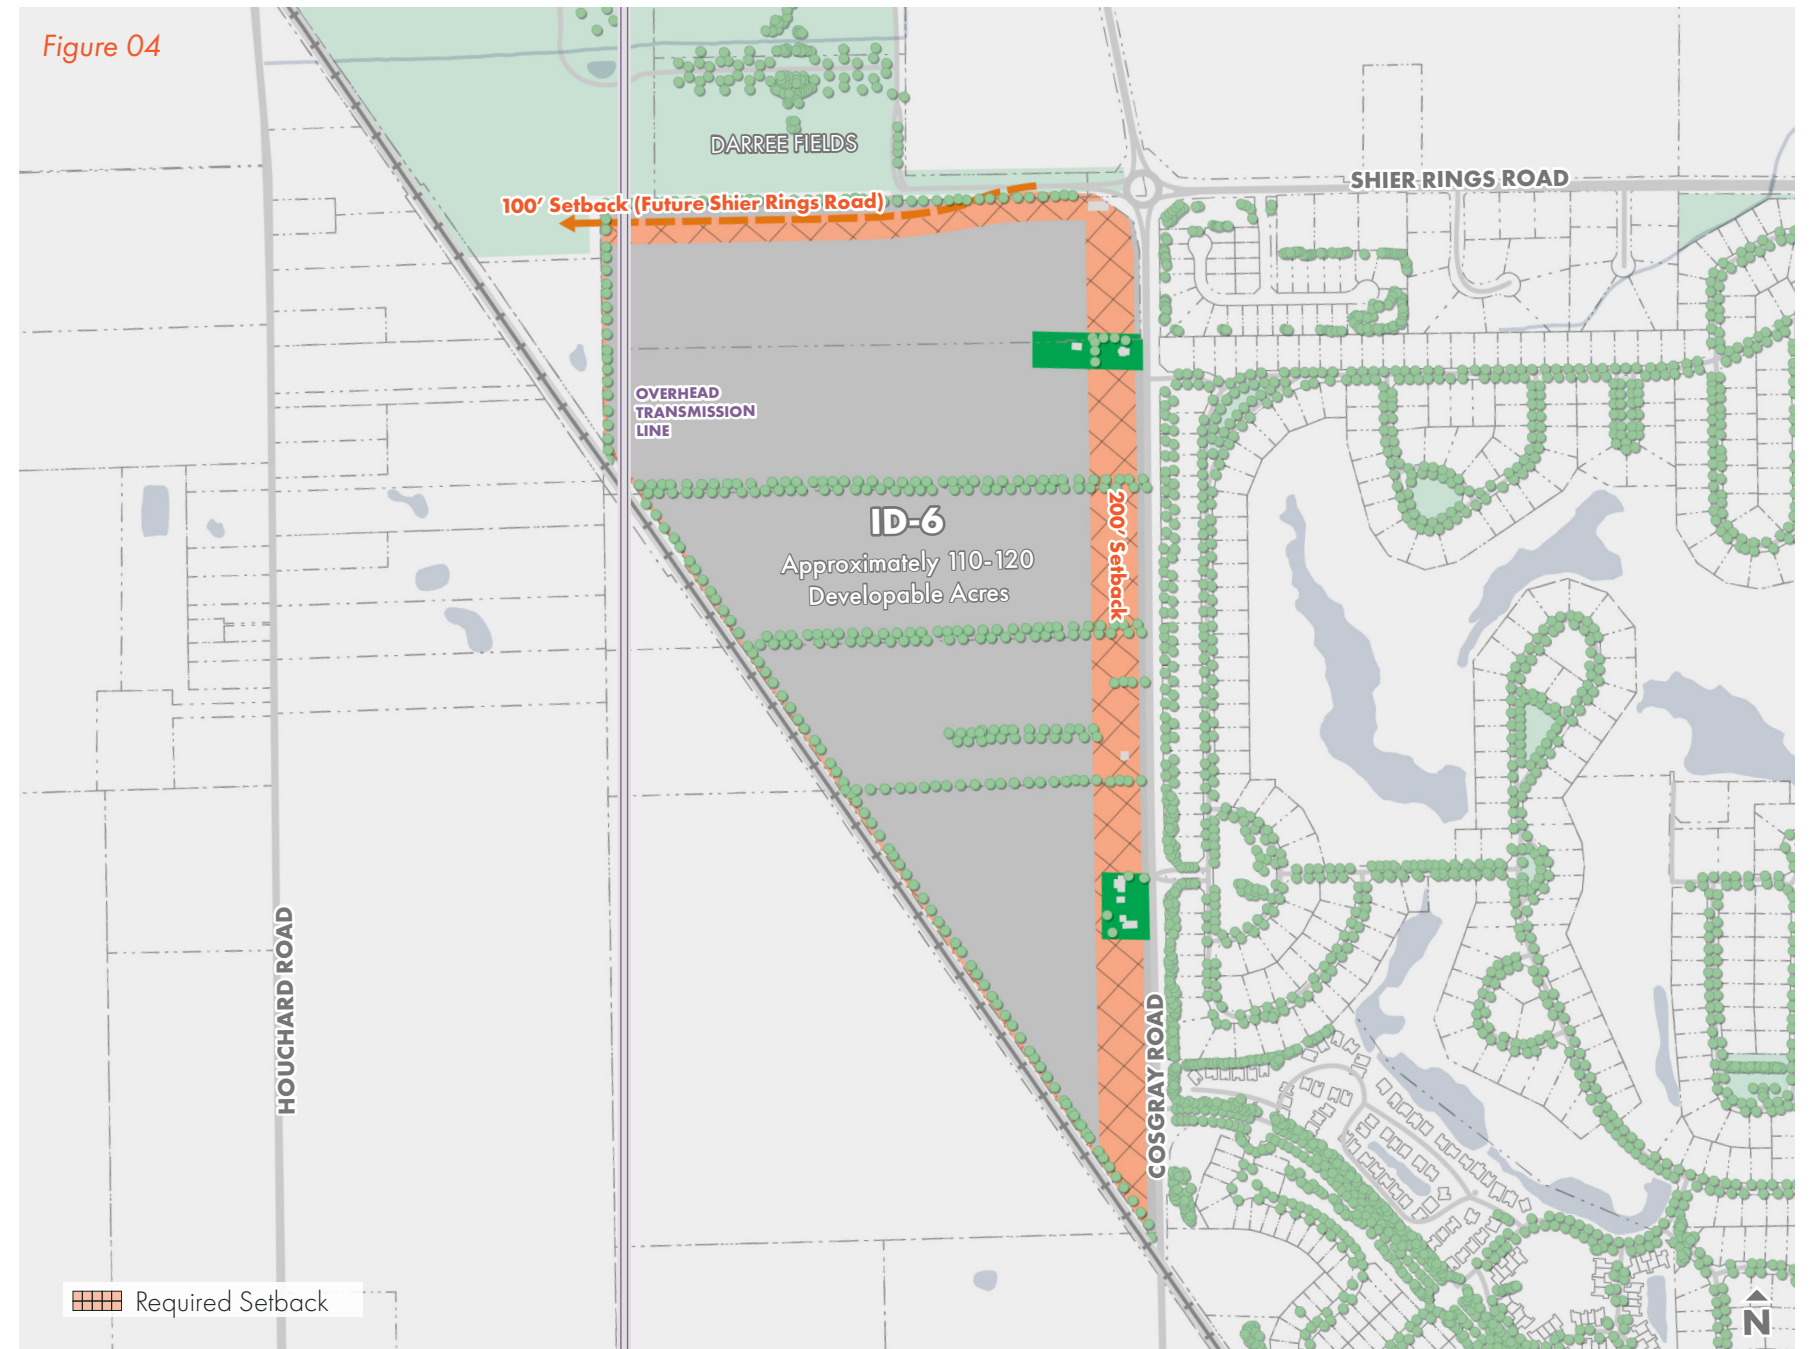 Figure 04
DARREE FIELDS
SHIER RINGS ROAD
100' Setback (Future Shier Rings Road)
OVERHEAD
TRANSMISSION
LINE
ID-6
Approximately 110-120
Developable Acres
200' Setback
HOUCHARD ROAD
COSGRAY ROAD
Required Setback
N